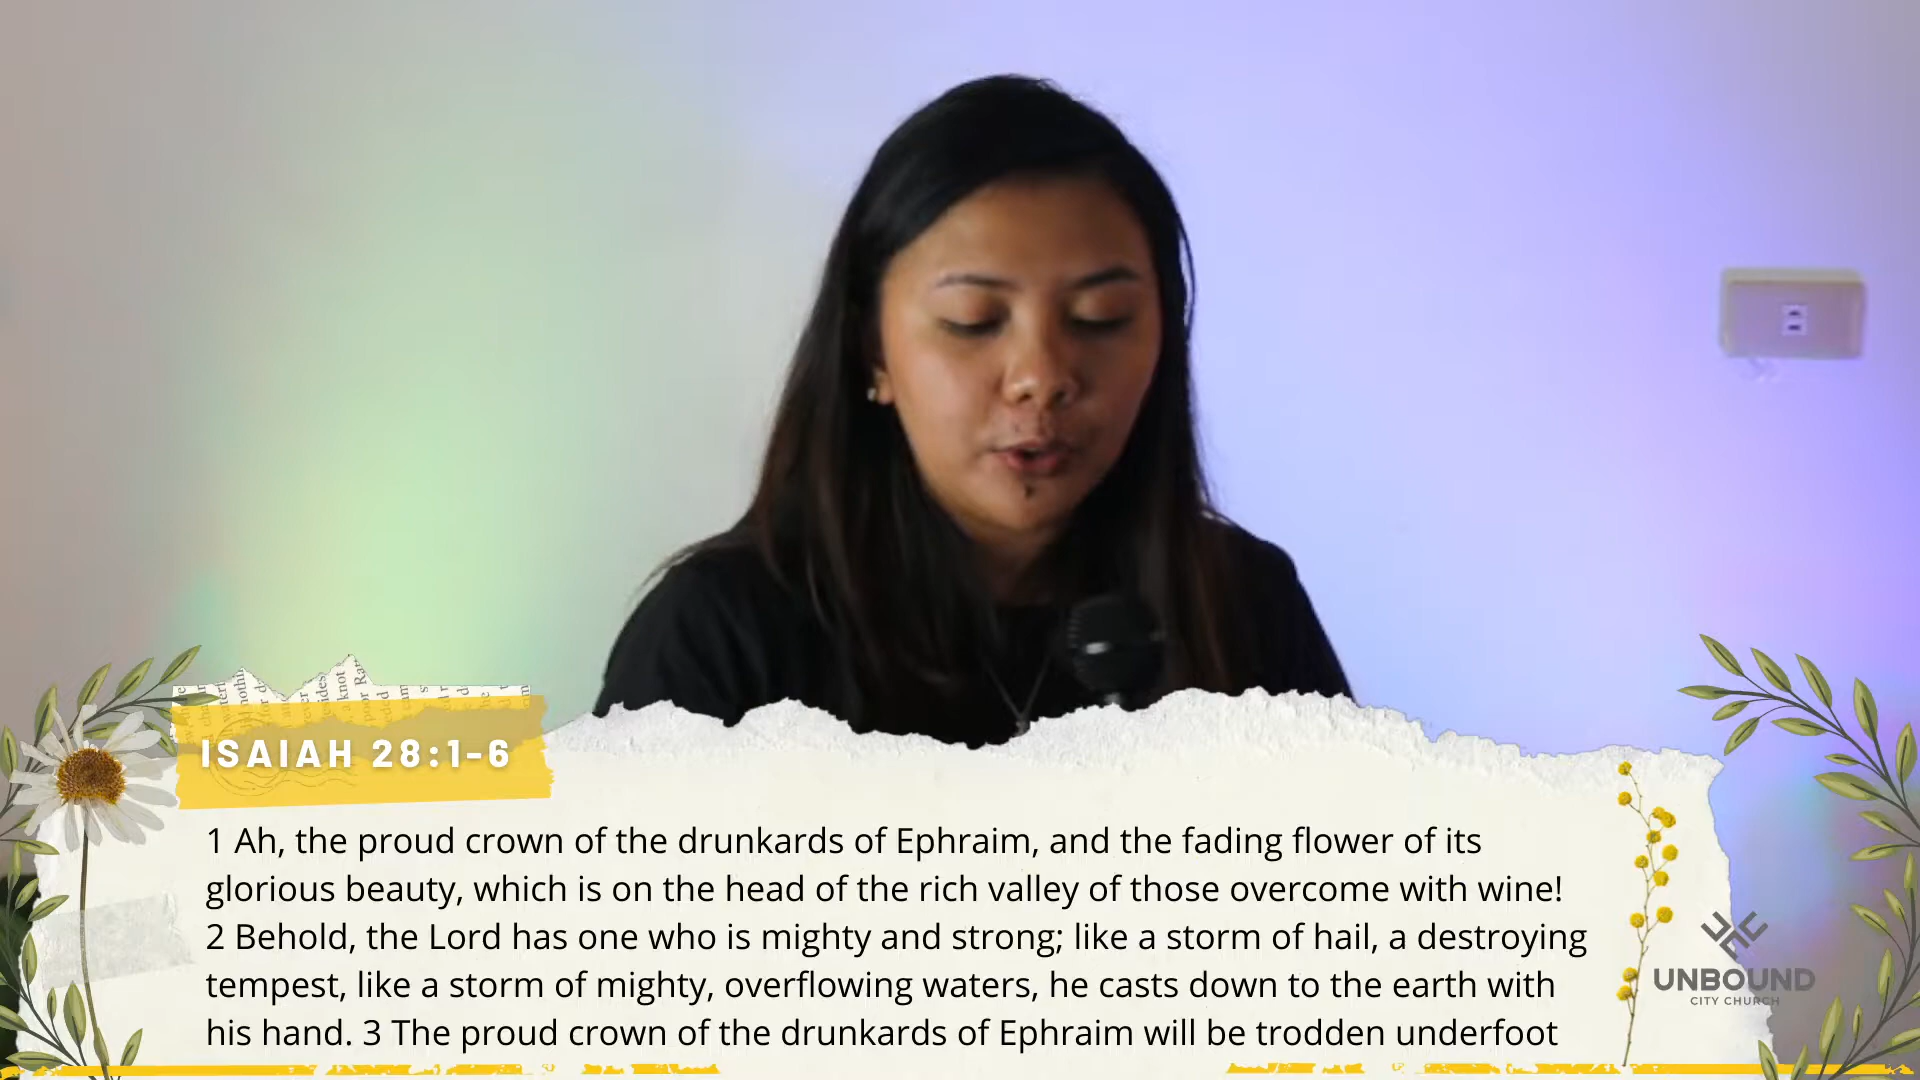 ISAIAH 28:1-6
1 Ah, the proud crown of the drunkards of Ephraim, and the fading flower of its
glorious beauty, which is on the head of the rich valley of those overcome with wine!
2 Behold, the Lord has one who is mighty and strong; like a storm of hail, a destroying
tempest, like a storm of mighty, overflowing waters, he casts down to the earth with
his hand. 3 The proud crown of the drunkards of Ephraim will be trodden underfoot
UNBOUND
CITY CHURCH